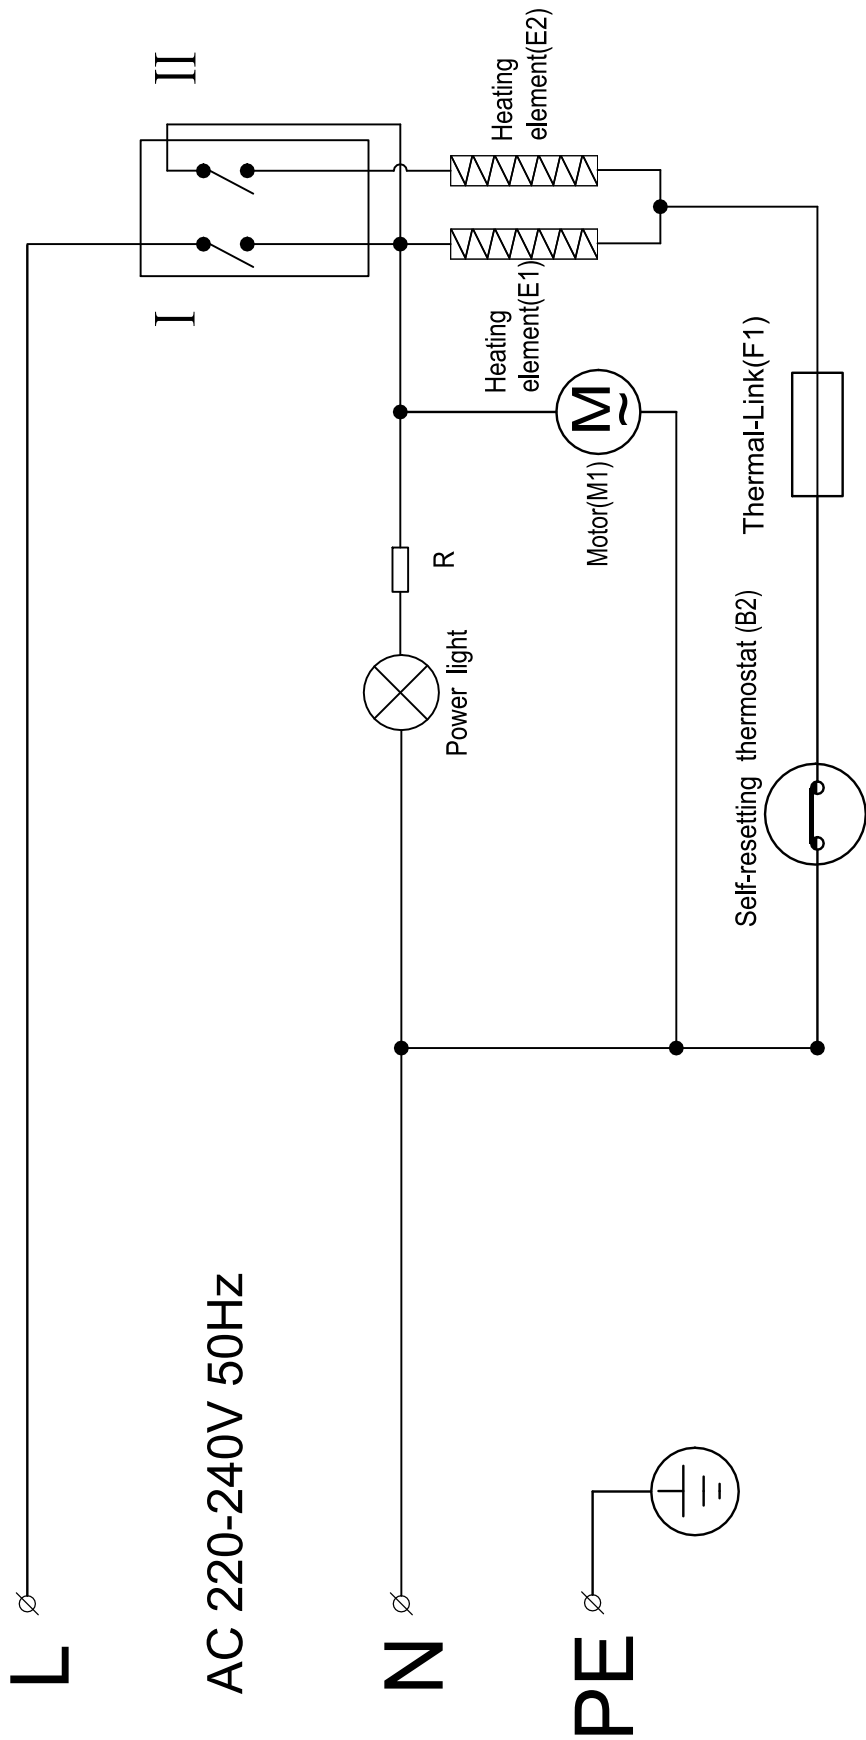 L
AC 220-240V 50Hz
N
PE
I
II
Heating
element(E2)
Heating
element(E1)
M
~
Motor(M1)
R
Power light
Thermal-Link(F1)
Self-resetting thermostat (B2)